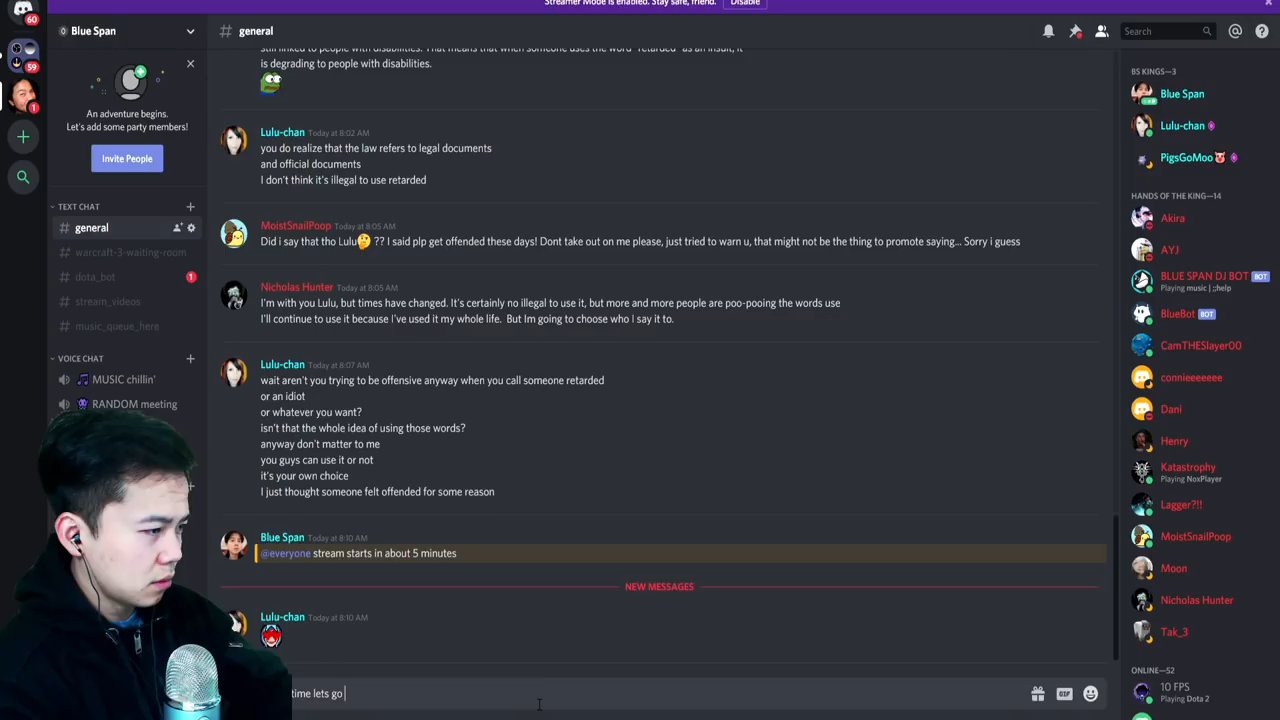 Streamer Mode is enabled. Stay safe, friend. Disable
60
59
1
Blue Span
An adventure begins.
Let's add some party members!
Invite People
TEXT CHAT
general
warcraft-3-waiting-room
dota_bot 1
stream_videos
music_queue_here
VOICE CHAT
MUSIC chillin'
RANDOM meeting
# general
still linked to people with disabilities. That means that when someone uses the word "retarded" as an insult, it
is degrading to people with disabilities.
Lulu-chan Today at 8:02 AM
you do realize that the law refers to legal documents
and official documents
I don't think it's illegal to use retarded
MoistSnailPoop Today at 8:05 AM
Did i say that tho Lulu ?? I said plp get offended these days! Dont take out on me please, just tried to warn u, that might not be the thing to promote saying... Sorry i guess
Nicholas Hunter Today at 8:05 AM
I'm with you Lulu, but times have changed. It's certainly no illegal to use it, but more and more people are poo-pooing the words use
I'll continue to use it because I've used it my whole life.  But Im going to choose who I say it to.
Lulu-chan Today at 8:07 AM
wait aren't you trying to be offensive anyway when you call someone retarded
or an idiot
or whatever you want?
isn't that the whole idea of using those words?
anyway don't matter to me
you guys can use it or not
it's your own choice
I just thought someone felt offended for some reason
Blue Span Today at 8:10 AM
@everyone stream starts in about 5 minutes
NEW MESSAGES
Lulu-chan Today at 8:10 AM
time lets go
GIF
Search
BS KINGS—3
Blue Span
Lulu-chan
PigsGoMoo
HANDS OF THE KING—14
Akira
AYJ
BLUE SPAN DJ BOT BOT
Playing music | ;;help
BlueBot BOT
CamTHESlayer00
connieeeeeee
Dani
Henry
Katastrophy
Playing NoxPlayer
Lagger?!!
MoistSnailPoop
Moon
Nicholas Hunter
Tak_3
ONLINE—52
10 FPS
Playing Dota 2